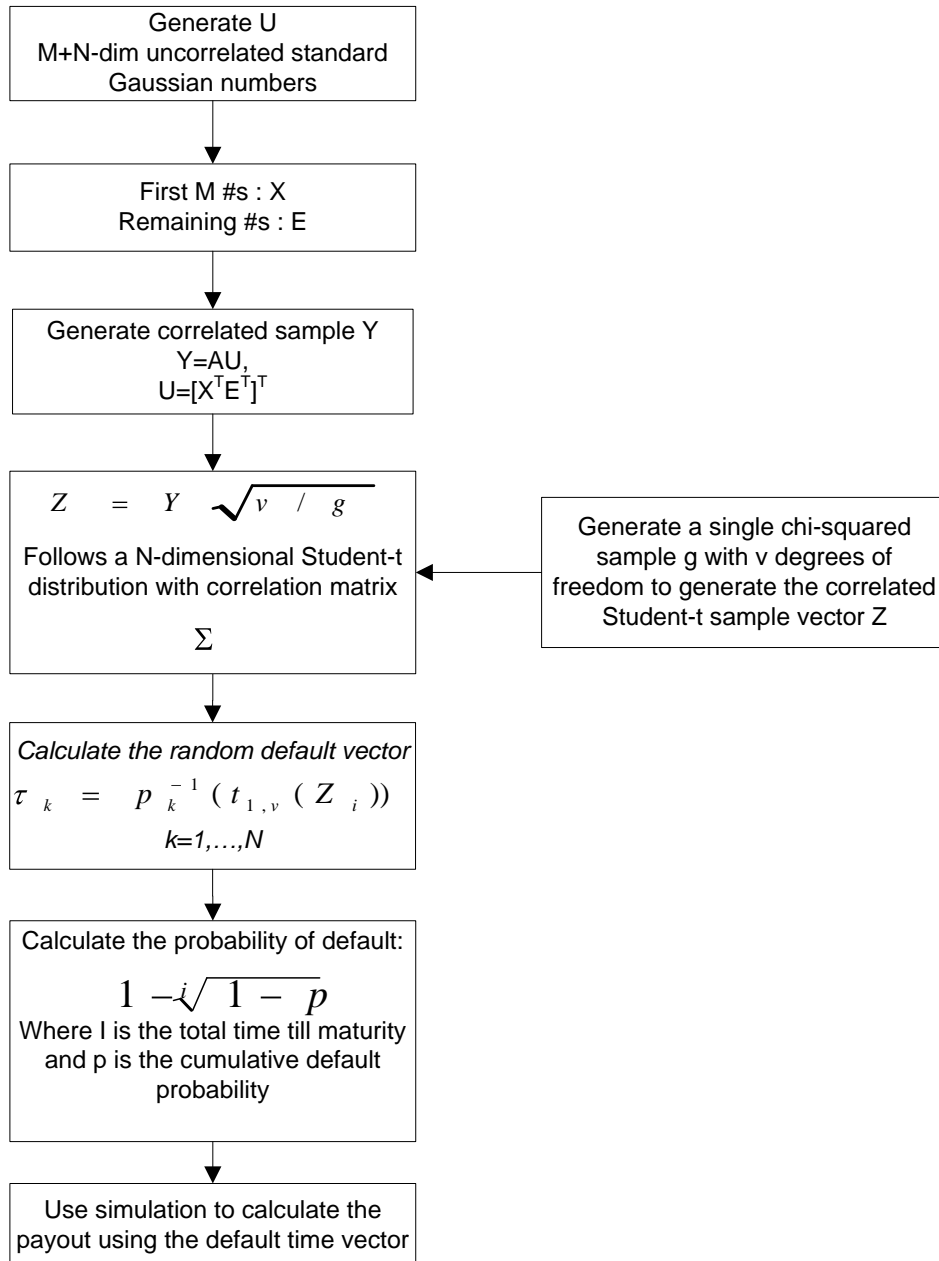 Generate U
M+N-dim uncorrelated standard
Gaussian numbers
First M #s : X
Remaining #s : E
Generate correlated sample Y
Y=AU,
U=[XᵀEᵀ]ᵀ
Z = Y √v / g
Follows a N-dimensional Student-t
distribution with correlation matrix
Σ
Generate a single chi-squared
sample g with v degrees of
freedom to generate the correlated
Student-t sample vector Z
Calculate the random default vector
τ_k = p_k^{-1} ( t_{1,v} ( Z_i ))
k=1,…,N
Calculate the probability of default:
1 – ⁱ√1 – p
Where I is the total time till maturity
and p is the cumulative default
probability
Use simulation to calculate the
payout using the default time vector